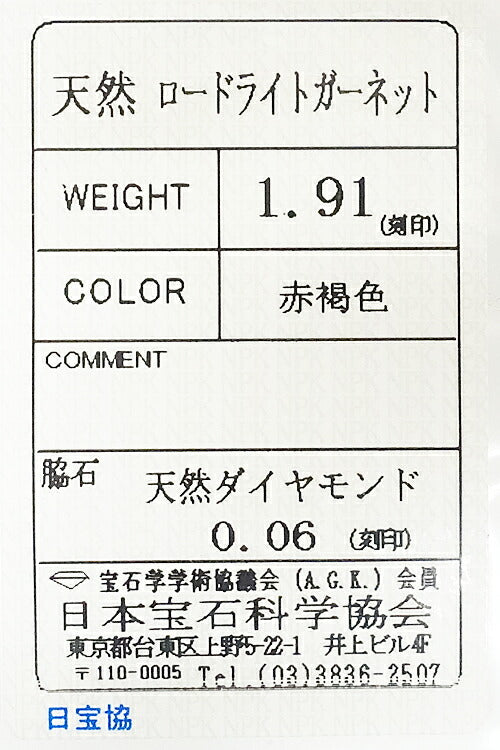 天然 ロードライトガーネット
WEIGHT 1.91 (刻印)
COLOR 赤褐色
COMMENT
脇石 天然ダイヤモンド
0.06 (刻印)
宝石学学術協議会 (A.G.K.) 会員
日本宝石科学協会
東京都台東区上野5-22-1 井上ビル4F
〒110-0005 Tel.(03)3836-2507
日宝協